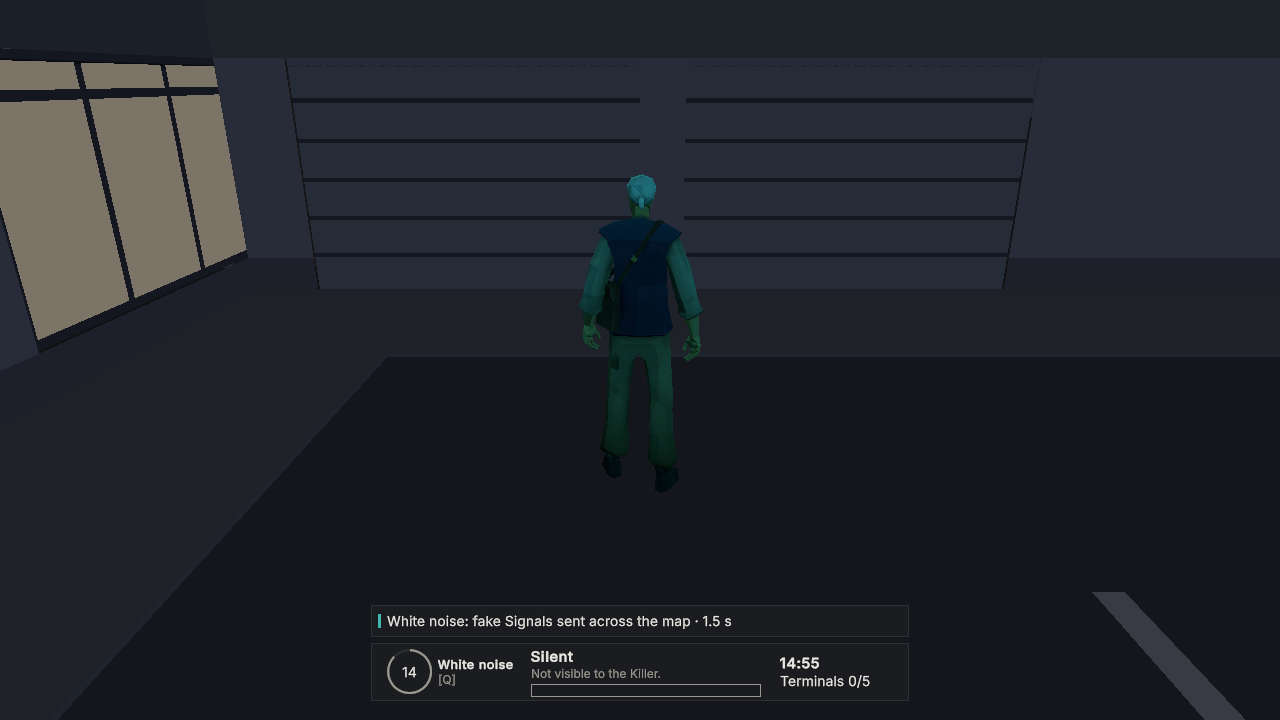 White noise: fake Signals sent across the map · 1.5 s
14
White noise
[Q]
Silent
Not visible to the Killer.
14:55
Terminals 0/5